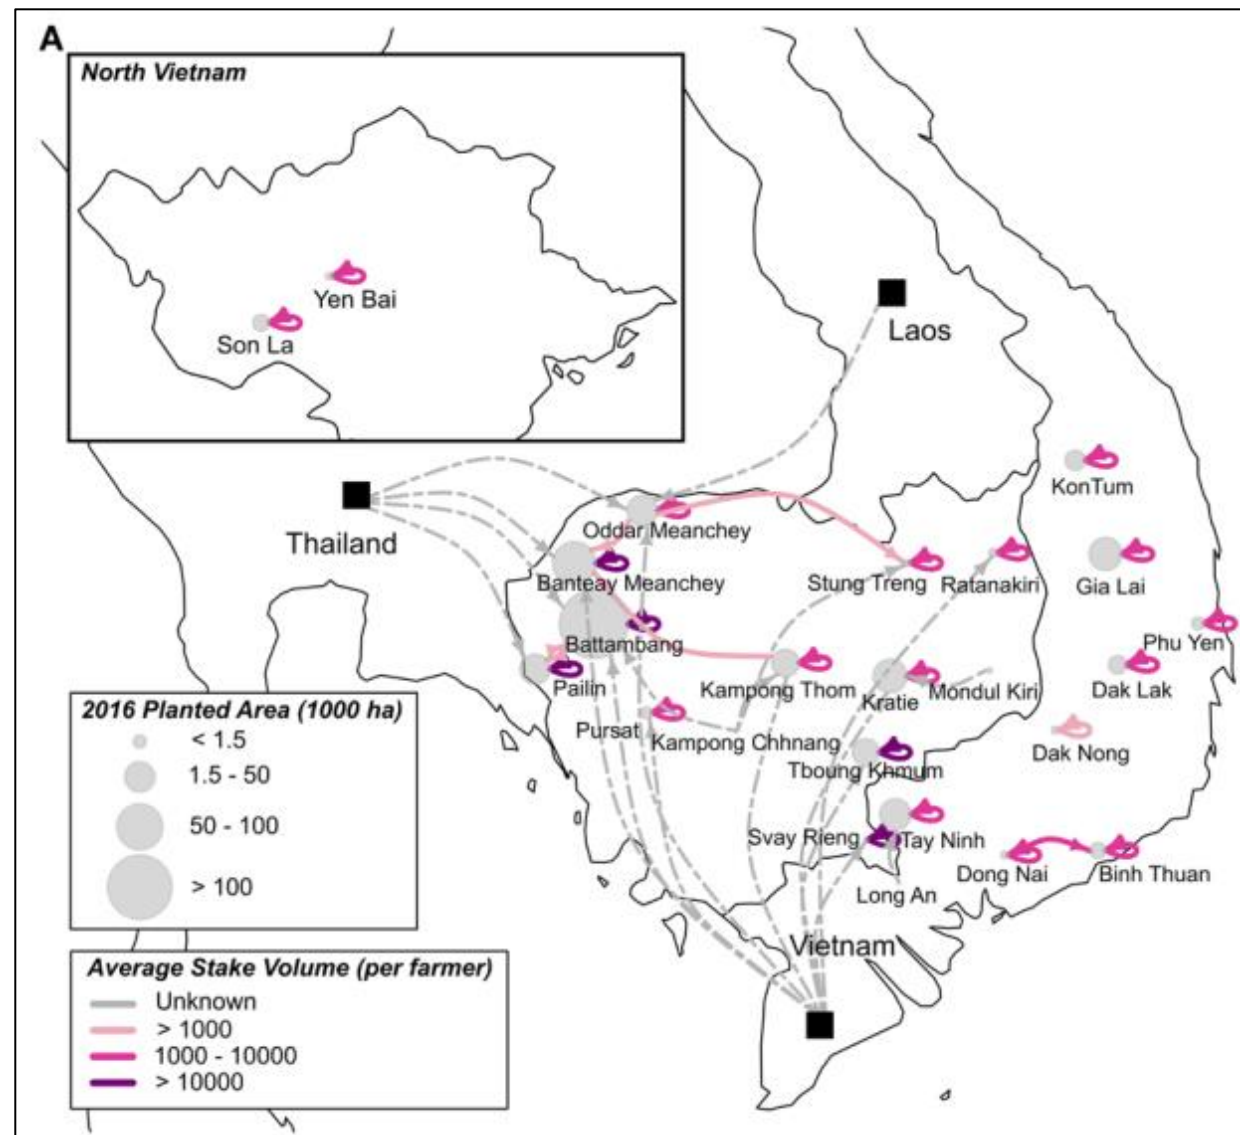 A
North Vietnam
Yen Bai
Son La
Laos
KonTum
Thailand
Oddar Meanchey
Banteay Meanchey
Stung Treng
Ratanakiri
Gia Lai
Phu Yen
Battambang
Pailin
Kampong Thom
Kratie
Mondul Kiri
Dak Lak
Pursat
Kampong Chhnang
Dak Nong
Tboung Khmum
Svay Rieng
Tay Ninh
Long An
Dong Nai
Binh Thuan
Vietnam
2016 Planted Area (1000 ha)
< 1.5
1.5 - 50
50 - 100
> 100
Average Stake Volume (per farmer)
Unknown
> 1000
1000 - 10000
> 10000